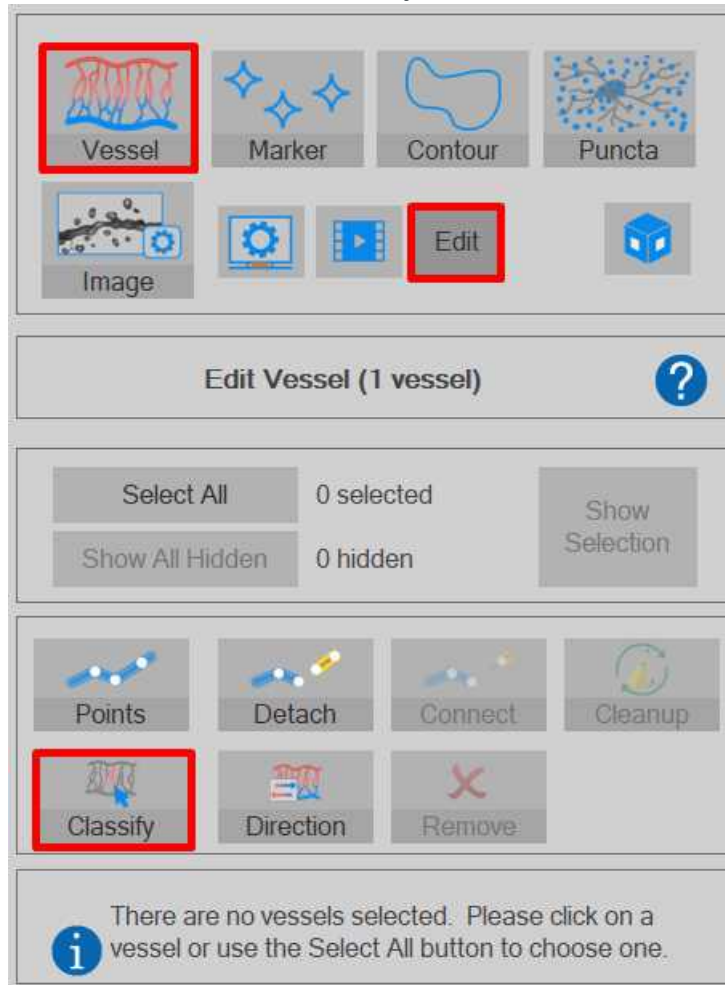 Vessel Marker Contour Puncta
Image Edit
Edit Vessel (1 vessel) ?
Select All 0 selected Show
Selection
Show All Hidden 0 hidden
Points Detach Connect Cleanup
Classify Direction Remove
i There are no vessels selected. Please click on a
vessel or use the Select All button to choose one.